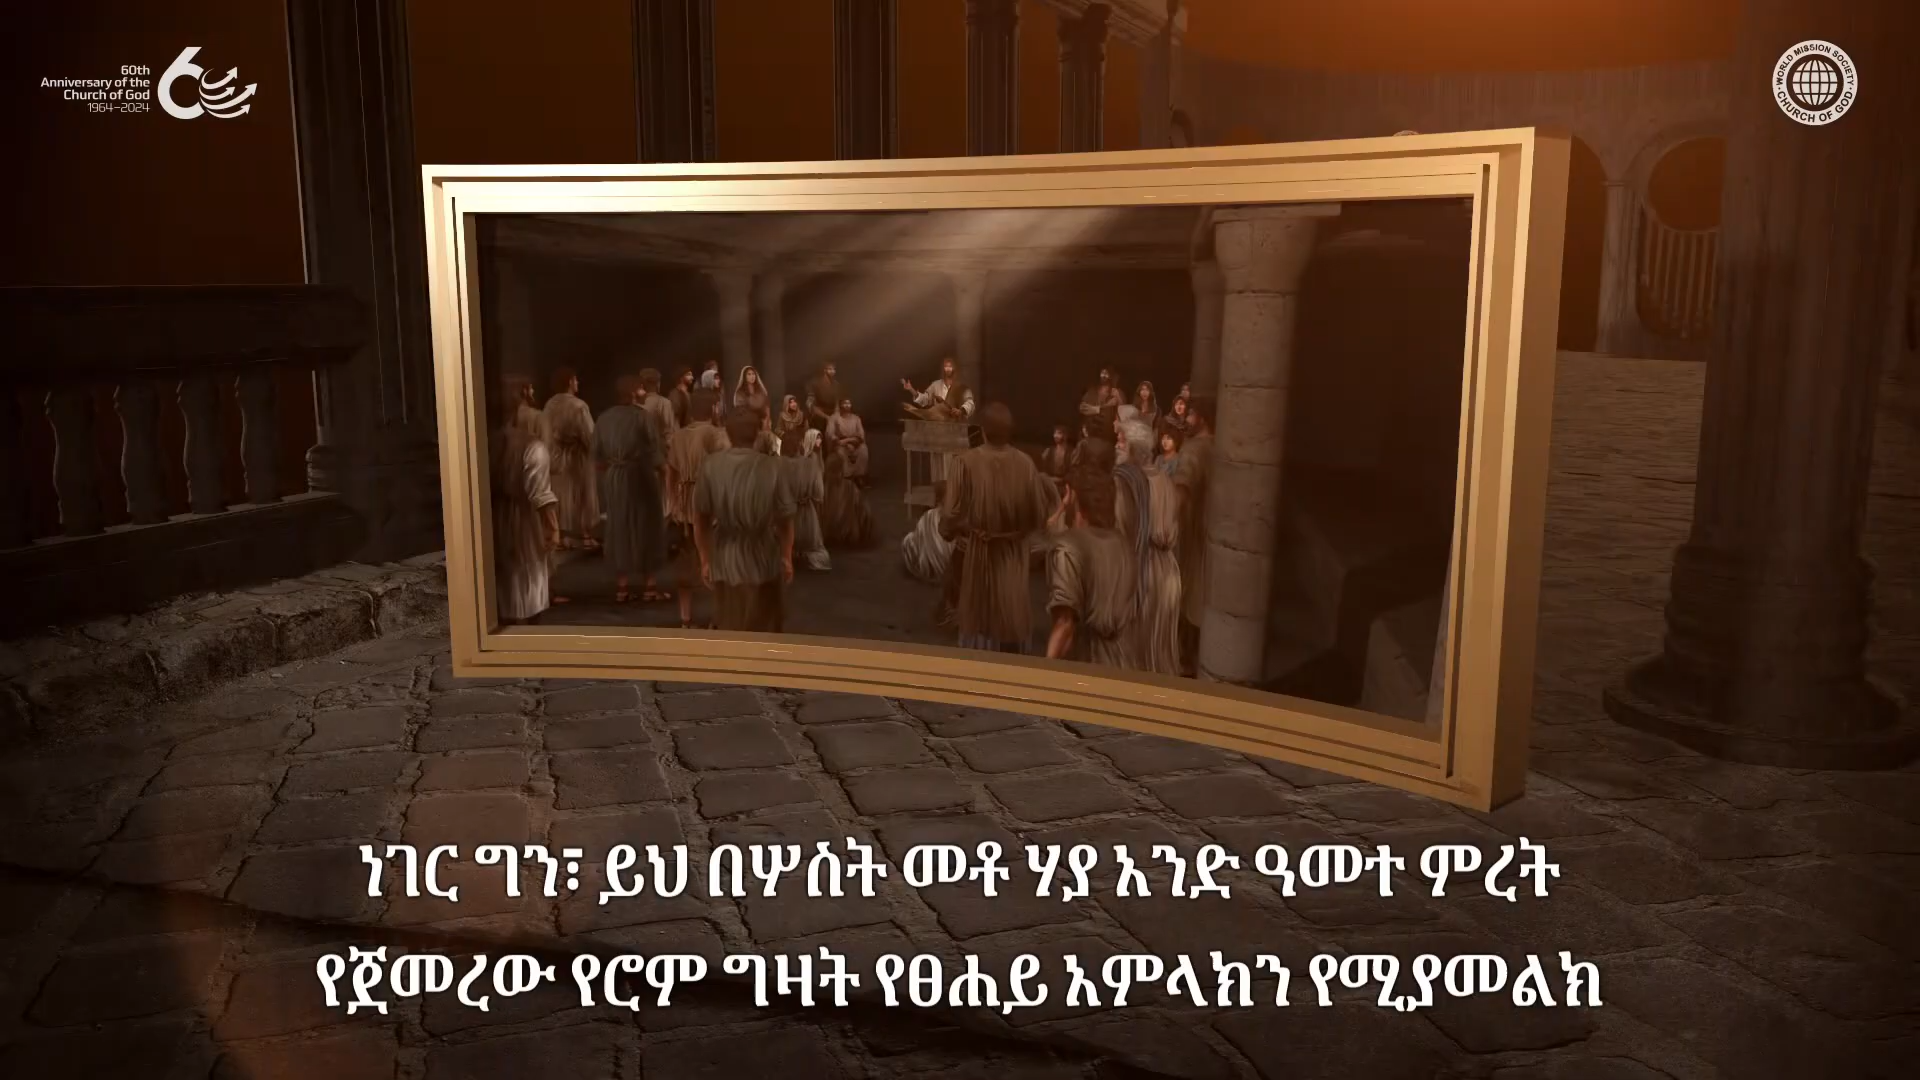 60th
Anniversary of the
Church of God
1964–2024
WORLD MISSION SOCIETY
CHURCH OF GOD
ነገር ግን፣ ይህ በሦስት መቶ ሃያ አንድ ዓመተ ምረት
የጀመረው የሮም ግዛት የፀሐይ አምላክን የሚያመልክ